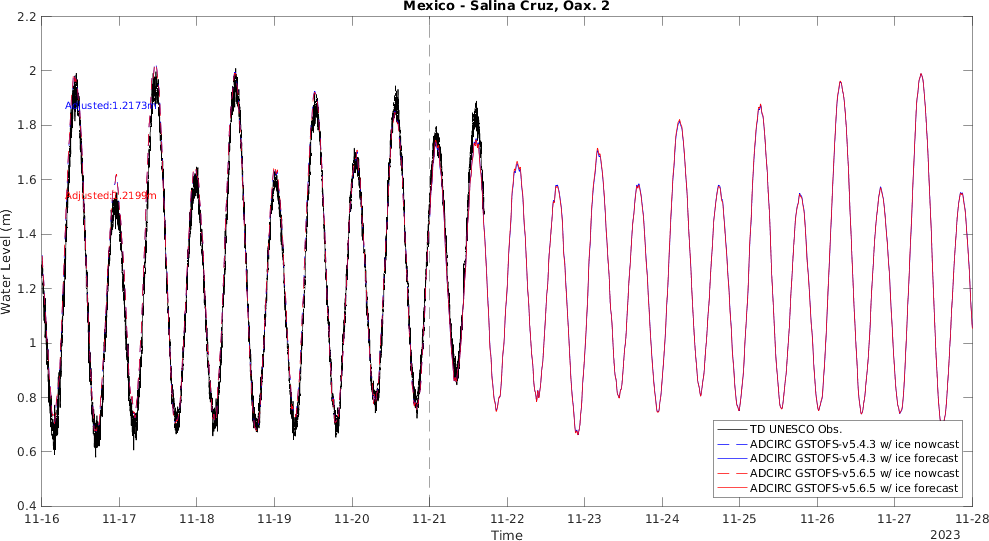 Mexico - Salina Cruz, Oax. 2
2.2
2
1.8
1.6
1.4
1.2
1
0.8
0.6
0.4
Water Level (m)
Adjusted:1.2173m
Adjusted:1.2199m
TD UNESCO Obs.
ADCIRC GSTOFS-v5.4.3 w/ ice nowcast
ADCIRC GSTOFS-v5.4.3 w/ ice forecast
ADCIRC GSTOFS-v5.6.5 w/ ice nowcast
ADCIRC GSTOFS-v5.6.5 w/ ice forecast
11-16 11-17 11-18 11-19 11-20 11-21 11-22 11-23 11-24 11-25 11-26 11-27 11-28
Time
2023